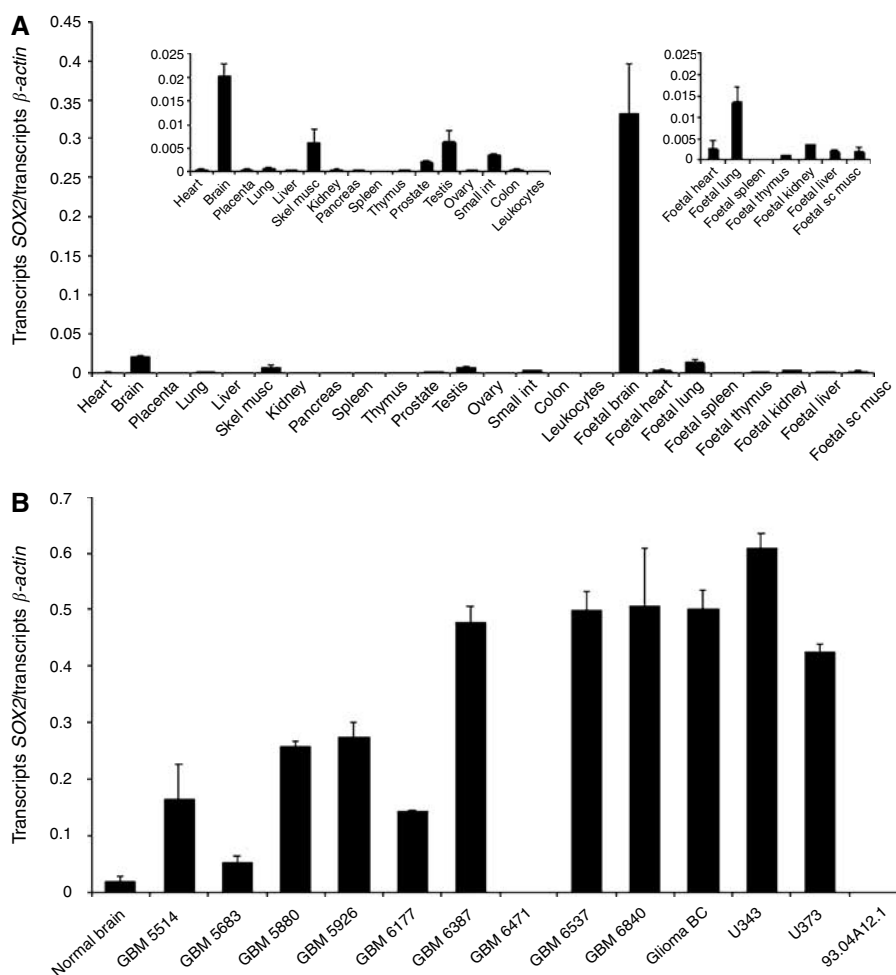 A
Transcripts SOX2/transcripts β-actin
0.45
0.4
0.35
0.3
0.25
0.2
0.15
0.1
0.05
0
0.025
0.02
0.015
0.01
0.005
0
Heart
Brain
Placenta
Lung
Liver
Skel musc
Kidney
Pancreas
Spleen
Thymus
Prostate
Testis
Ovary
Small int
Colon
Leukocytes
0.025
0.02
0.015
0.01
0.005
0
Foetal heart
Foetal lung
Foetal spleen
Foetal thymus
Foetal kidney
Foetal liver
Foetal sc musc
Heart
Brain
Placenta
Lung
Liver
Skel musc
Kidney
Pancreas
Spleen
Thymus
Prostate
Testis
Ovary
Small int
Colon
Leukocytes
Foetal brain
Foetal heart
Foetal lung
Foetal spleen
Foetal thymus
Foetal kidney
Foetal liver
Foetal sc musc
B
Transcripts SOX2/transcripts β-actin
0.7
0.6
0.5
0.4
0.3
0.2
0.1
0
Normal brain
GBM 5514
GBM 5683
GBM 5880
GBM 5926
GBM 6177
GBM 6387
GBM 6471
GBM 6537
GBM 6840
Glioma BC
U343
U373
93.04A12.1